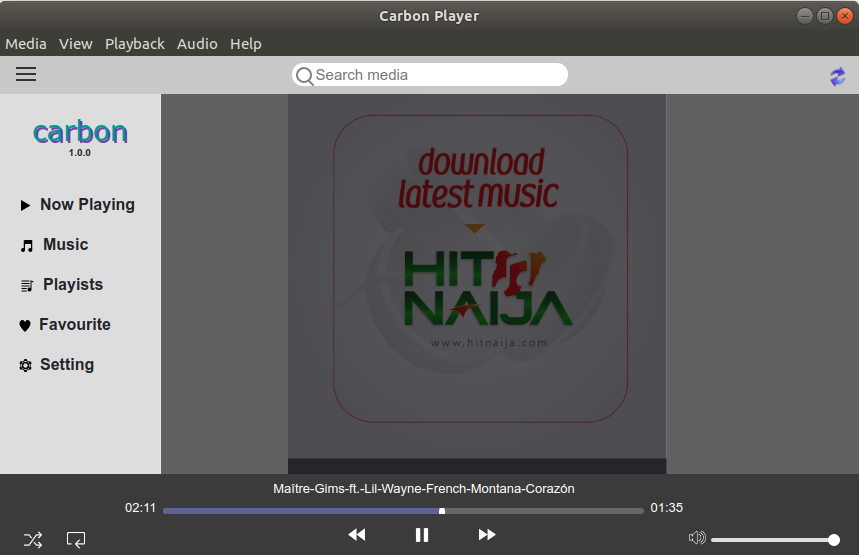 Carbon Player
Media View Playback Audio Help
Search media
carbon
1.0.0
Now Playing
Music
Playists
Favourite
Setting
download
latest music
HIT
NAIJA
www.hitnaija.com
Maître-Gims-ft.-Lil-Wayne-French-Montana-Corazón
02:11 01:35